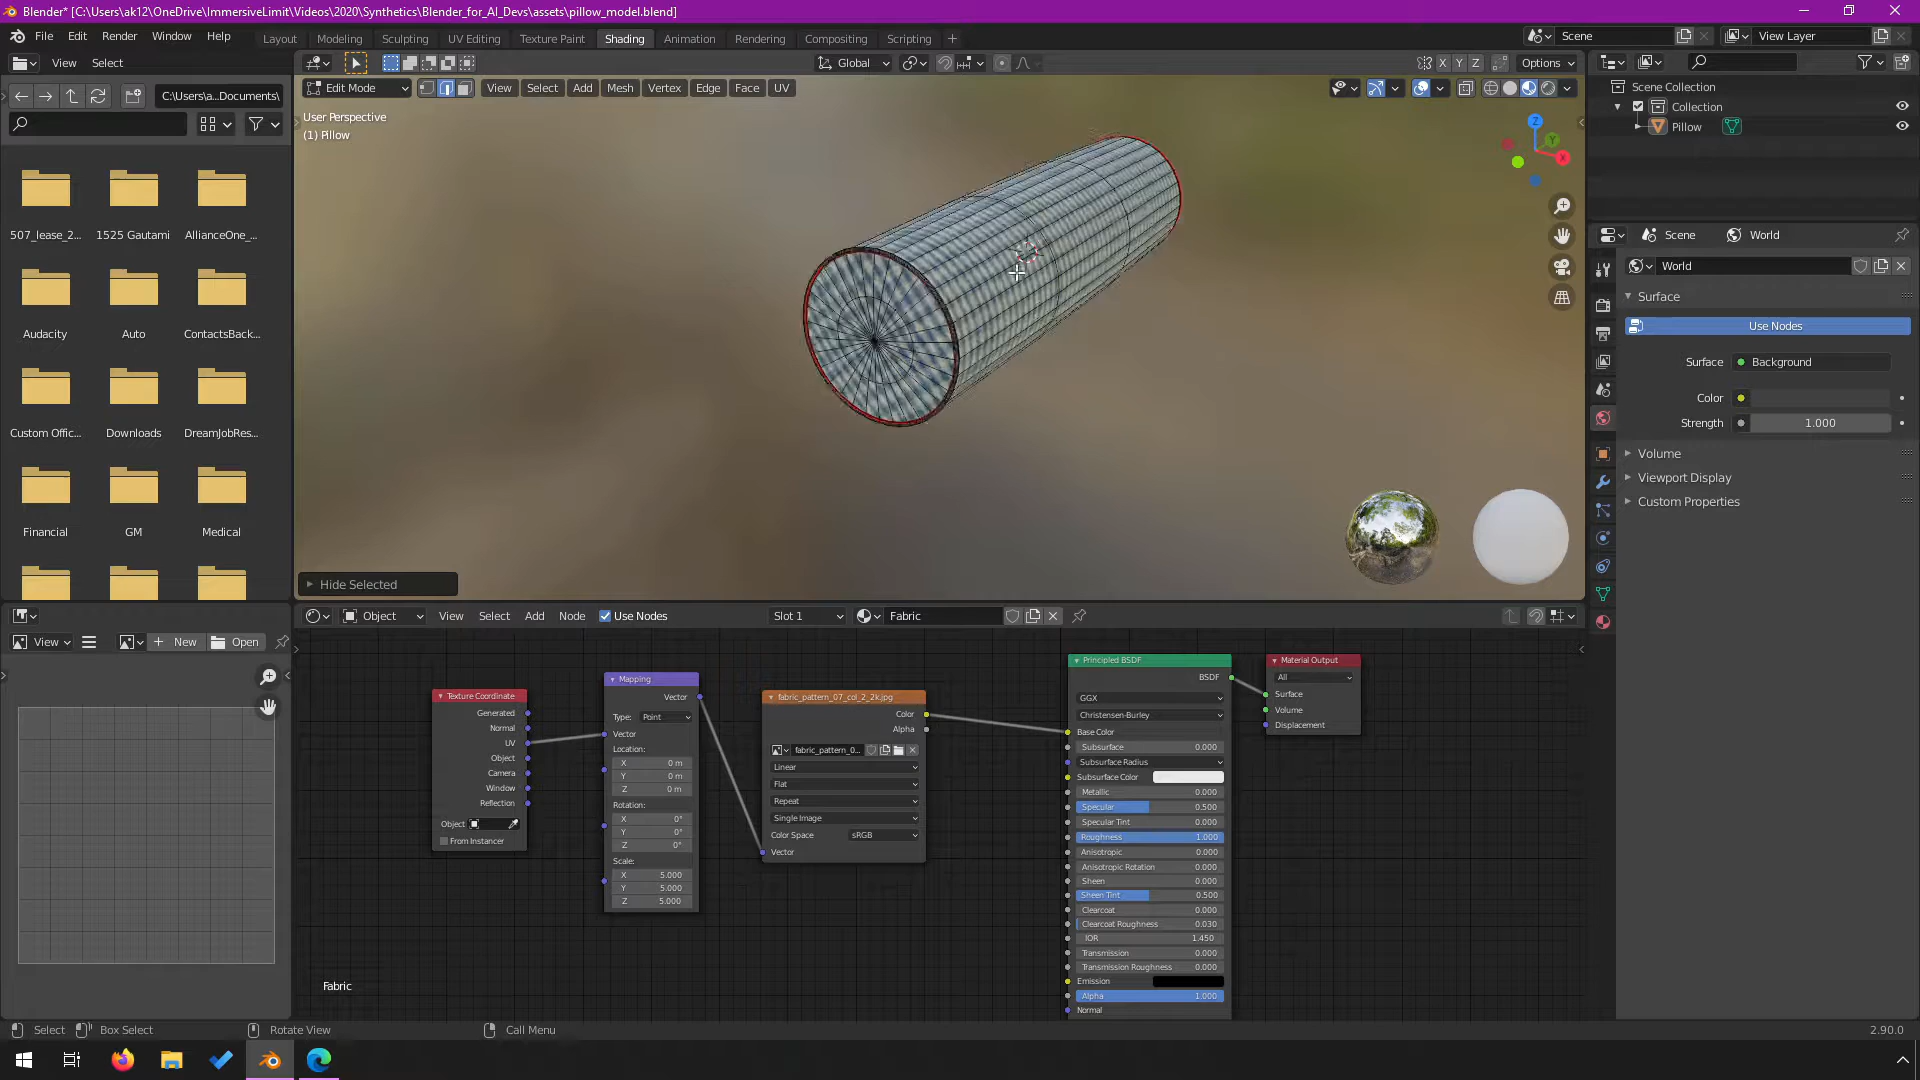 Blender* [C:\Users\ak12\OneDrive\ImmersiveLimit\Videos\2020\Synthetics\Blender_for_AI_Devs\assets\pillow_model.blend]
File Edit Render Window Help Layout Modeling Sculpting UV Editing Texture Paint Shading Animation Rendering Compositing Scripting Scene View Layer
View Select Global X Y Z Options
C:\Users\a...Documents\ Edit Mode View Select Add Mesh Vertex Edge Face UV
Scene Collection
Collection
Pillow
User Perspective
(1) Pillow
Z
Y
X
507_lease_2... 1525 Gautami AllianceOne_...
Audacity Auto ContactsBack...
Custom Offic... Downloads DreamJobRes...
Financial GM Medical
Scene World
World
Surface
Use Nodes
Surface Background
Color
Strength 1.000
Volume
Viewport Display
Custom Properties
Hide Selected
Object View Select Add Node Use Nodes Slot 1 Fabric
View New Open
Texture Coordinate
Generated
Normal
UV
Object
Camera
Window
Reflection
Object
From Instancer
Mapping
Vector
Type: Point
Vector
Location:
X 0 m
Y 0 m
Z 0 m
Rotation:
X 0°
Y 0°
Z 0°
Scale:
X 5.000
Y 5.000
Z 5.000
fabric_pattern_07_col_2_2k.jpg
Color
Alpha
fabric_pattern_0...
Linear
Flat
Repeat
Single Image
Color Space sRGB
Vector
Principled BSDF
BSDF
GGX
Christensen-Burley
Base Color
Subsurface 0.000
Subsurface Radius
Subsurface Color
Metallic 0.000
Specular 0.500
Specular Tint 0.000
Roughness 1.000
Anisotropic 0.000
Anisotropic Rotation 0.000
Sheen 0.000
Sheen Tint 0.500
Clearcoat 0.000
Clearcoat Roughness 0.030
IOR 1.450
Transmission 0.000
Transmission Roughness 0.000
Emission
Alpha 1.000
Normal
Material Output
All
Surface
Volume
Displacement
Fabric
Select Box Select Rotate View Call Menu 2.90.0